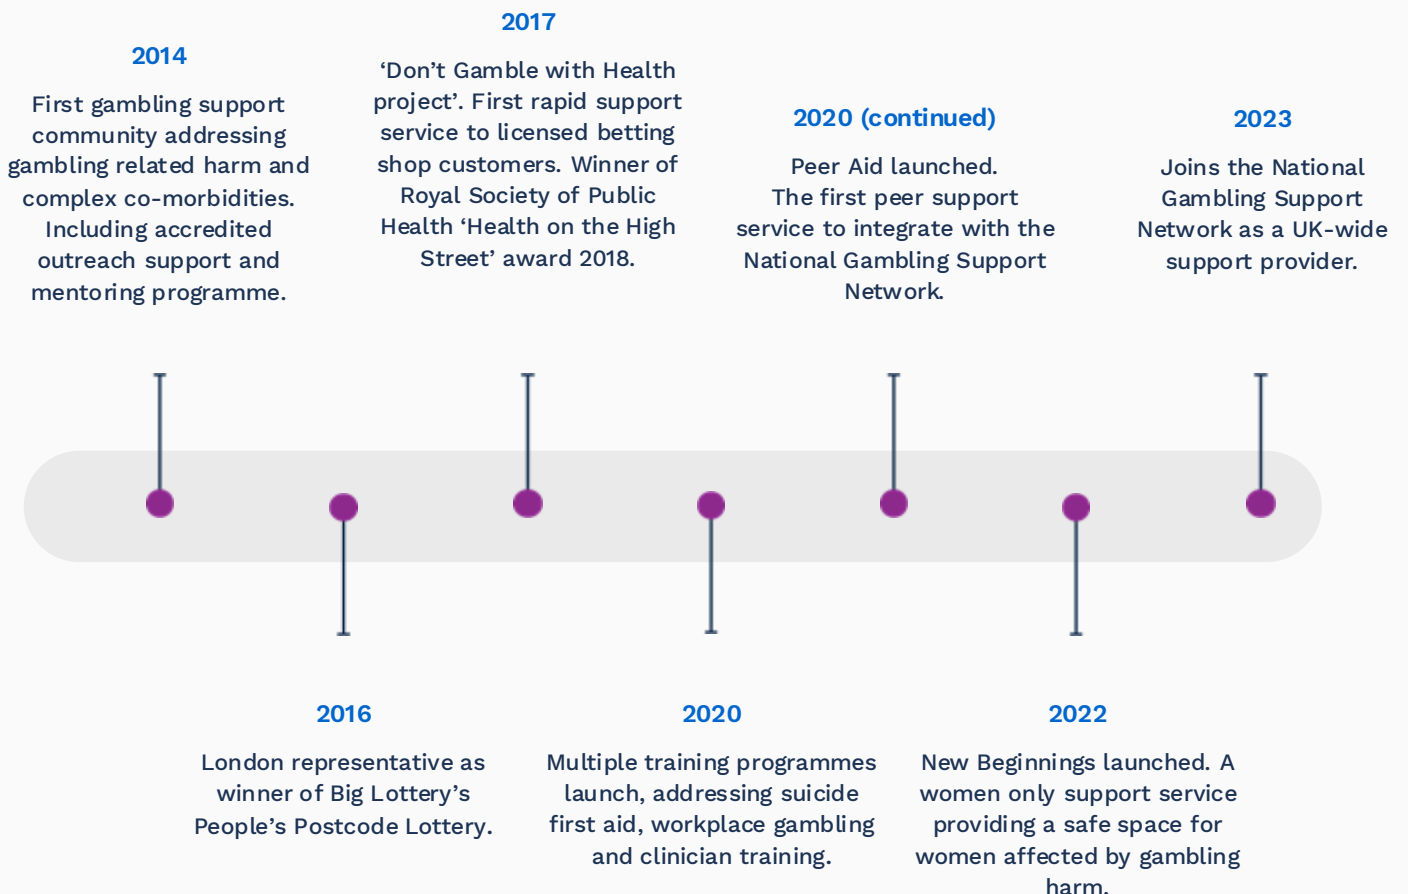 2014
First gambling support
community addressing
gambling related harm and
complex co-morbidities.
Including accredited
outreach support and
mentoring programme.
2016
London representative as
winner of Big Lottery’s
People’s Postcode Lottery.
2017
‘Don’t Gamble with Health
project’. First rapid support
service to licensed betting
shop customers. Winner of
Royal Society of Public
Health ‘Health on the High
Street’ award 2018.
2020
Multiple training programmes
launch, addressing suicide
first aid, workplace gambling
and clinician training.
2020 (continued)
Peer Aid launched.
The first peer support
service to integrate with the
National Gambling Support
Network.
2022
New Beginnings launched. A
women only support service
providing a safe space for
women affected by gambling
harm.
2023
Joins the National
Gambling Support
Network as a UK-wide
support provider.